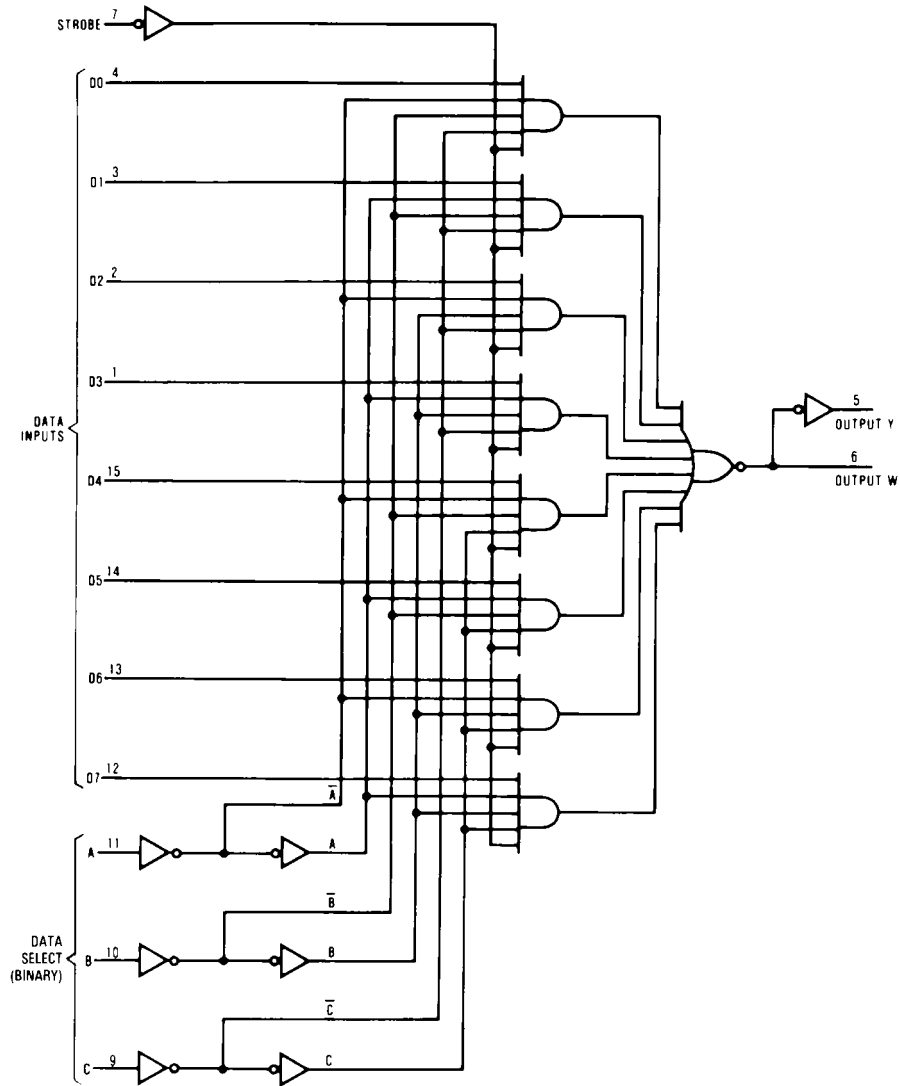 STROBE 7
D0 4
D1 3
D2 2
D3 1
DATA
INPUTS
5
OUTPUT Y
6
OUTPUT W
D4 15
D5 14
D6 13
D7 12
A̅
A 11
A
B̅
DATA
SELECT
(BINARY)
B 10
B
C̅
C 9
C